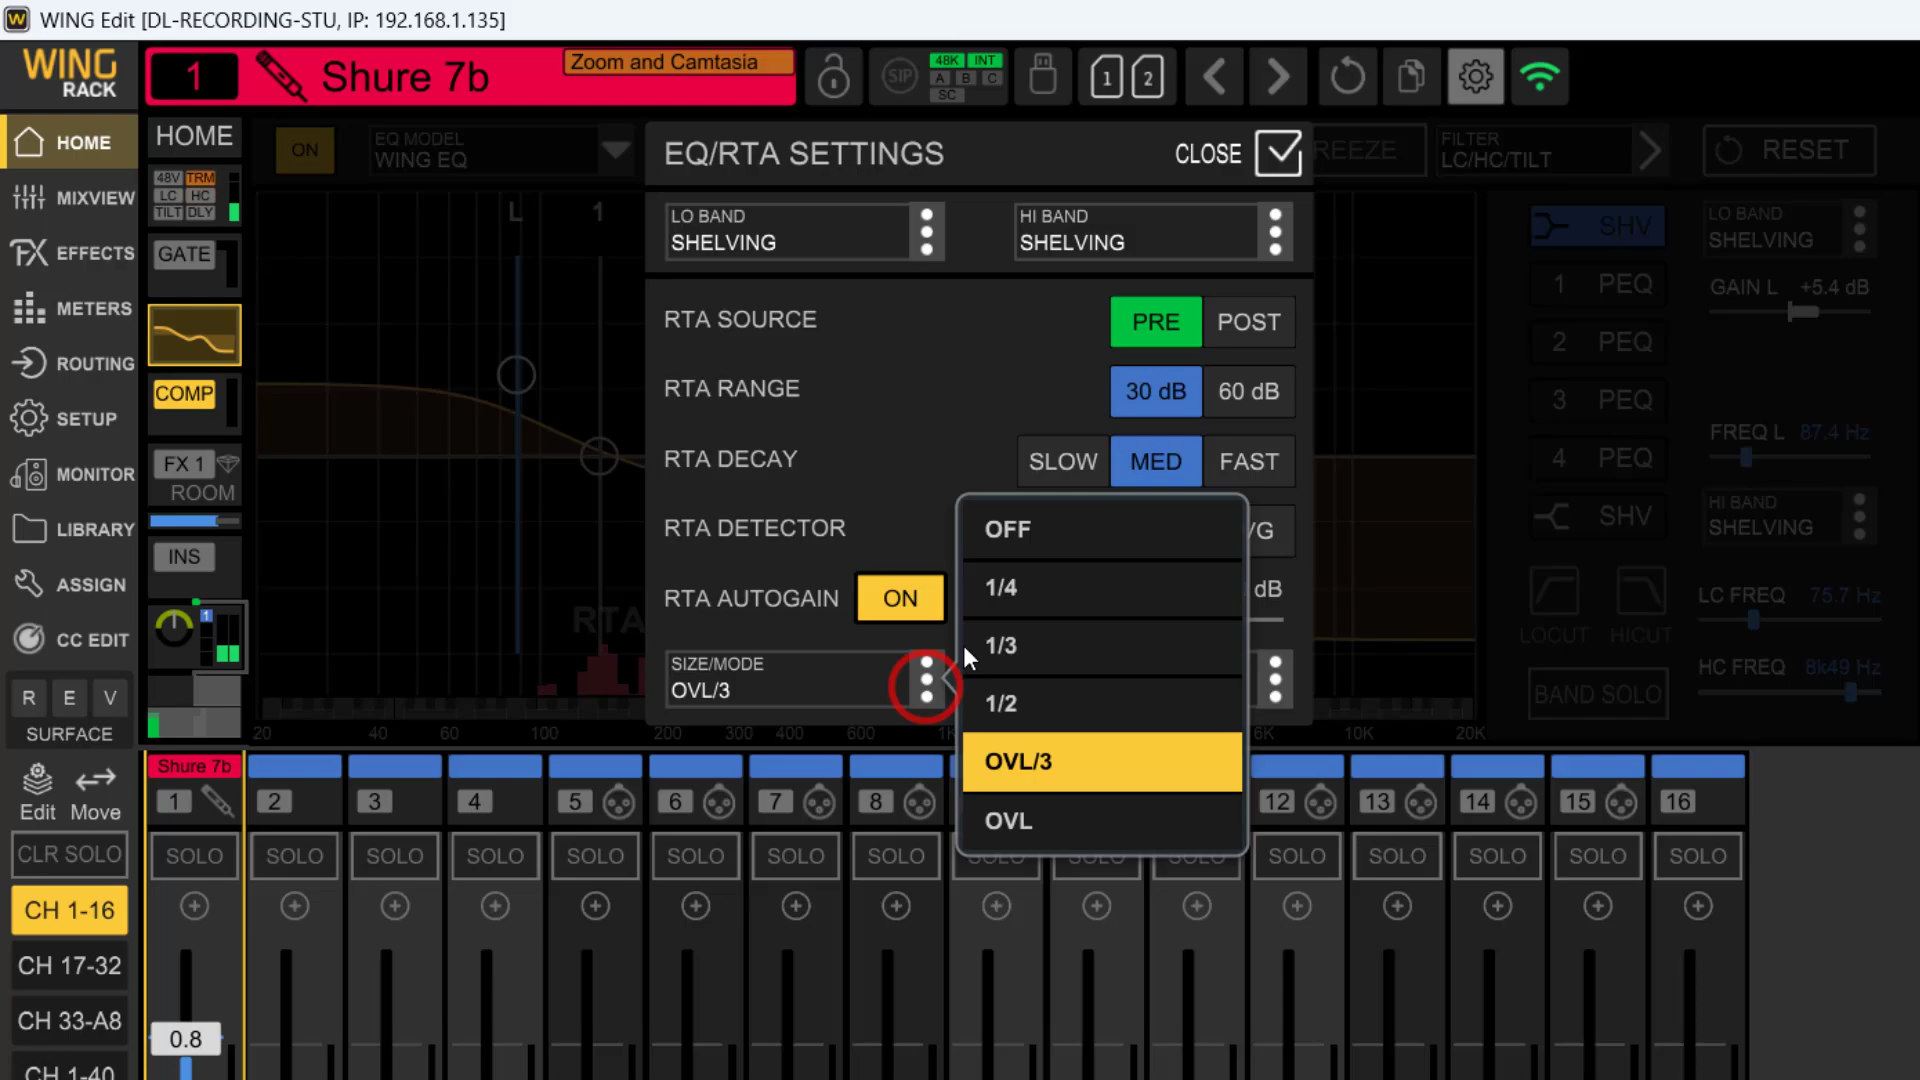 WING Edit [DL-RECORDING-STU, IP: 192.168.1.135]
WING
RACK
1
Shure 7b
Zoom and Camtasia
SIP
48K INT
A B C
SC
1 2
HOME
MIXVIEW
FX EFFECTS
METERS
ROUTING
SETUP
MONITOR
LIBRARY
ASSIGN
CC EDIT
R E V
SURFACE
Edit Move
CLR SOLO
CH 1-16
CH 17-32
CH 33-A8
CH 1-40
HOME
48V TRM
LC HC
TILT DLY
GATE
COMP
FX 1
ROOM
INS
1
ON
EQ MODEL
WING EQ
REEZE
FILTER
LC/HC/TILT
RESET
L 1
RTA
20 40 60 100 200 300 400 600 1K 6K 10K 20K
EQ/RTA SETTINGS
CLOSE
LO BAND
SHELVING
HI BAND
SHELVING
RTA SOURCE
PRE POST
RTA RANGE
30 dB 60 dB
RTA DECAY
SLOW MED FAST
RTA DETECTOR
VG
RTA AUTOGAIN
ON
dB
SIZE/MODE
OVL/3
OFF
1/4
1/3
1/2
OVL/3
OVL
SHV
1 PEQ
2 PEQ
3 PEQ
4 PEQ
SHV
LOCUT HICUT
BAND SOLO
LO BAND
SHELVING
GAIN L +5.4 dB
FREQ L 87.4 Hz
HI BAND
SHELVING
LC FREQ 75.7 Hz
HC FREQ 8k49 Hz
Shure 7b
1 2 3 4 5 6 7 8 12 13 14 15 16
SOLO SOLO SOLO SOLO SOLO SOLO SOLO SOLO SOLO SOLO SOLO SOLO SOLO SOLO SOLO SOLO
0.8